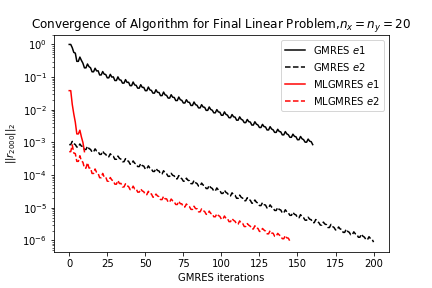 Convergence of Algorithm for Final Linear Problem,$n_x = n_y = 20$
$||r_{2000}||_2$
$10^0$
$10^{-1}$
$10^{-2}$
$10^{-3}$
$10^{-4}$
$10^{-5}$
$10^{-6}$
GMRES e1
GMRES e2
MLGMRES e1
MLGMRES e2
0 25 50 75 100 125 150 175 200
GMRES iterations